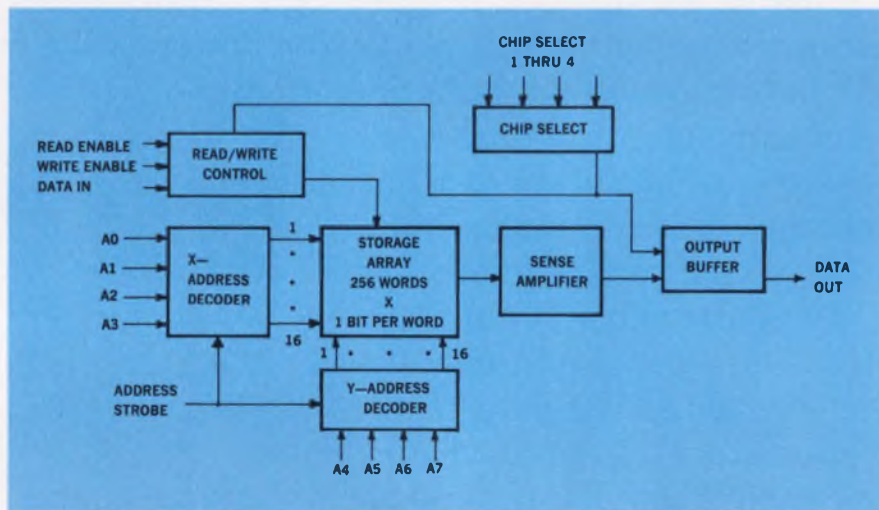 CHIP SELECT
1 THRU 4
CHIP SELECT
READ ENABLE
WRITE ENABLE
DATA IN
READ/WRITE
CONTROL
A0
A1
A2
A3
X—
ADDRESS
DECODER
1
16
STORAGE
ARRAY
256 WORDS
X
1 BIT PER WORD
SENSE
AMPLIFIER
OUTPUT
BUFFER
DATA
OUT
1
16
ADDRESS
STROBE
Y—ADDRESS
DECODER
A4
A5
A6
A7